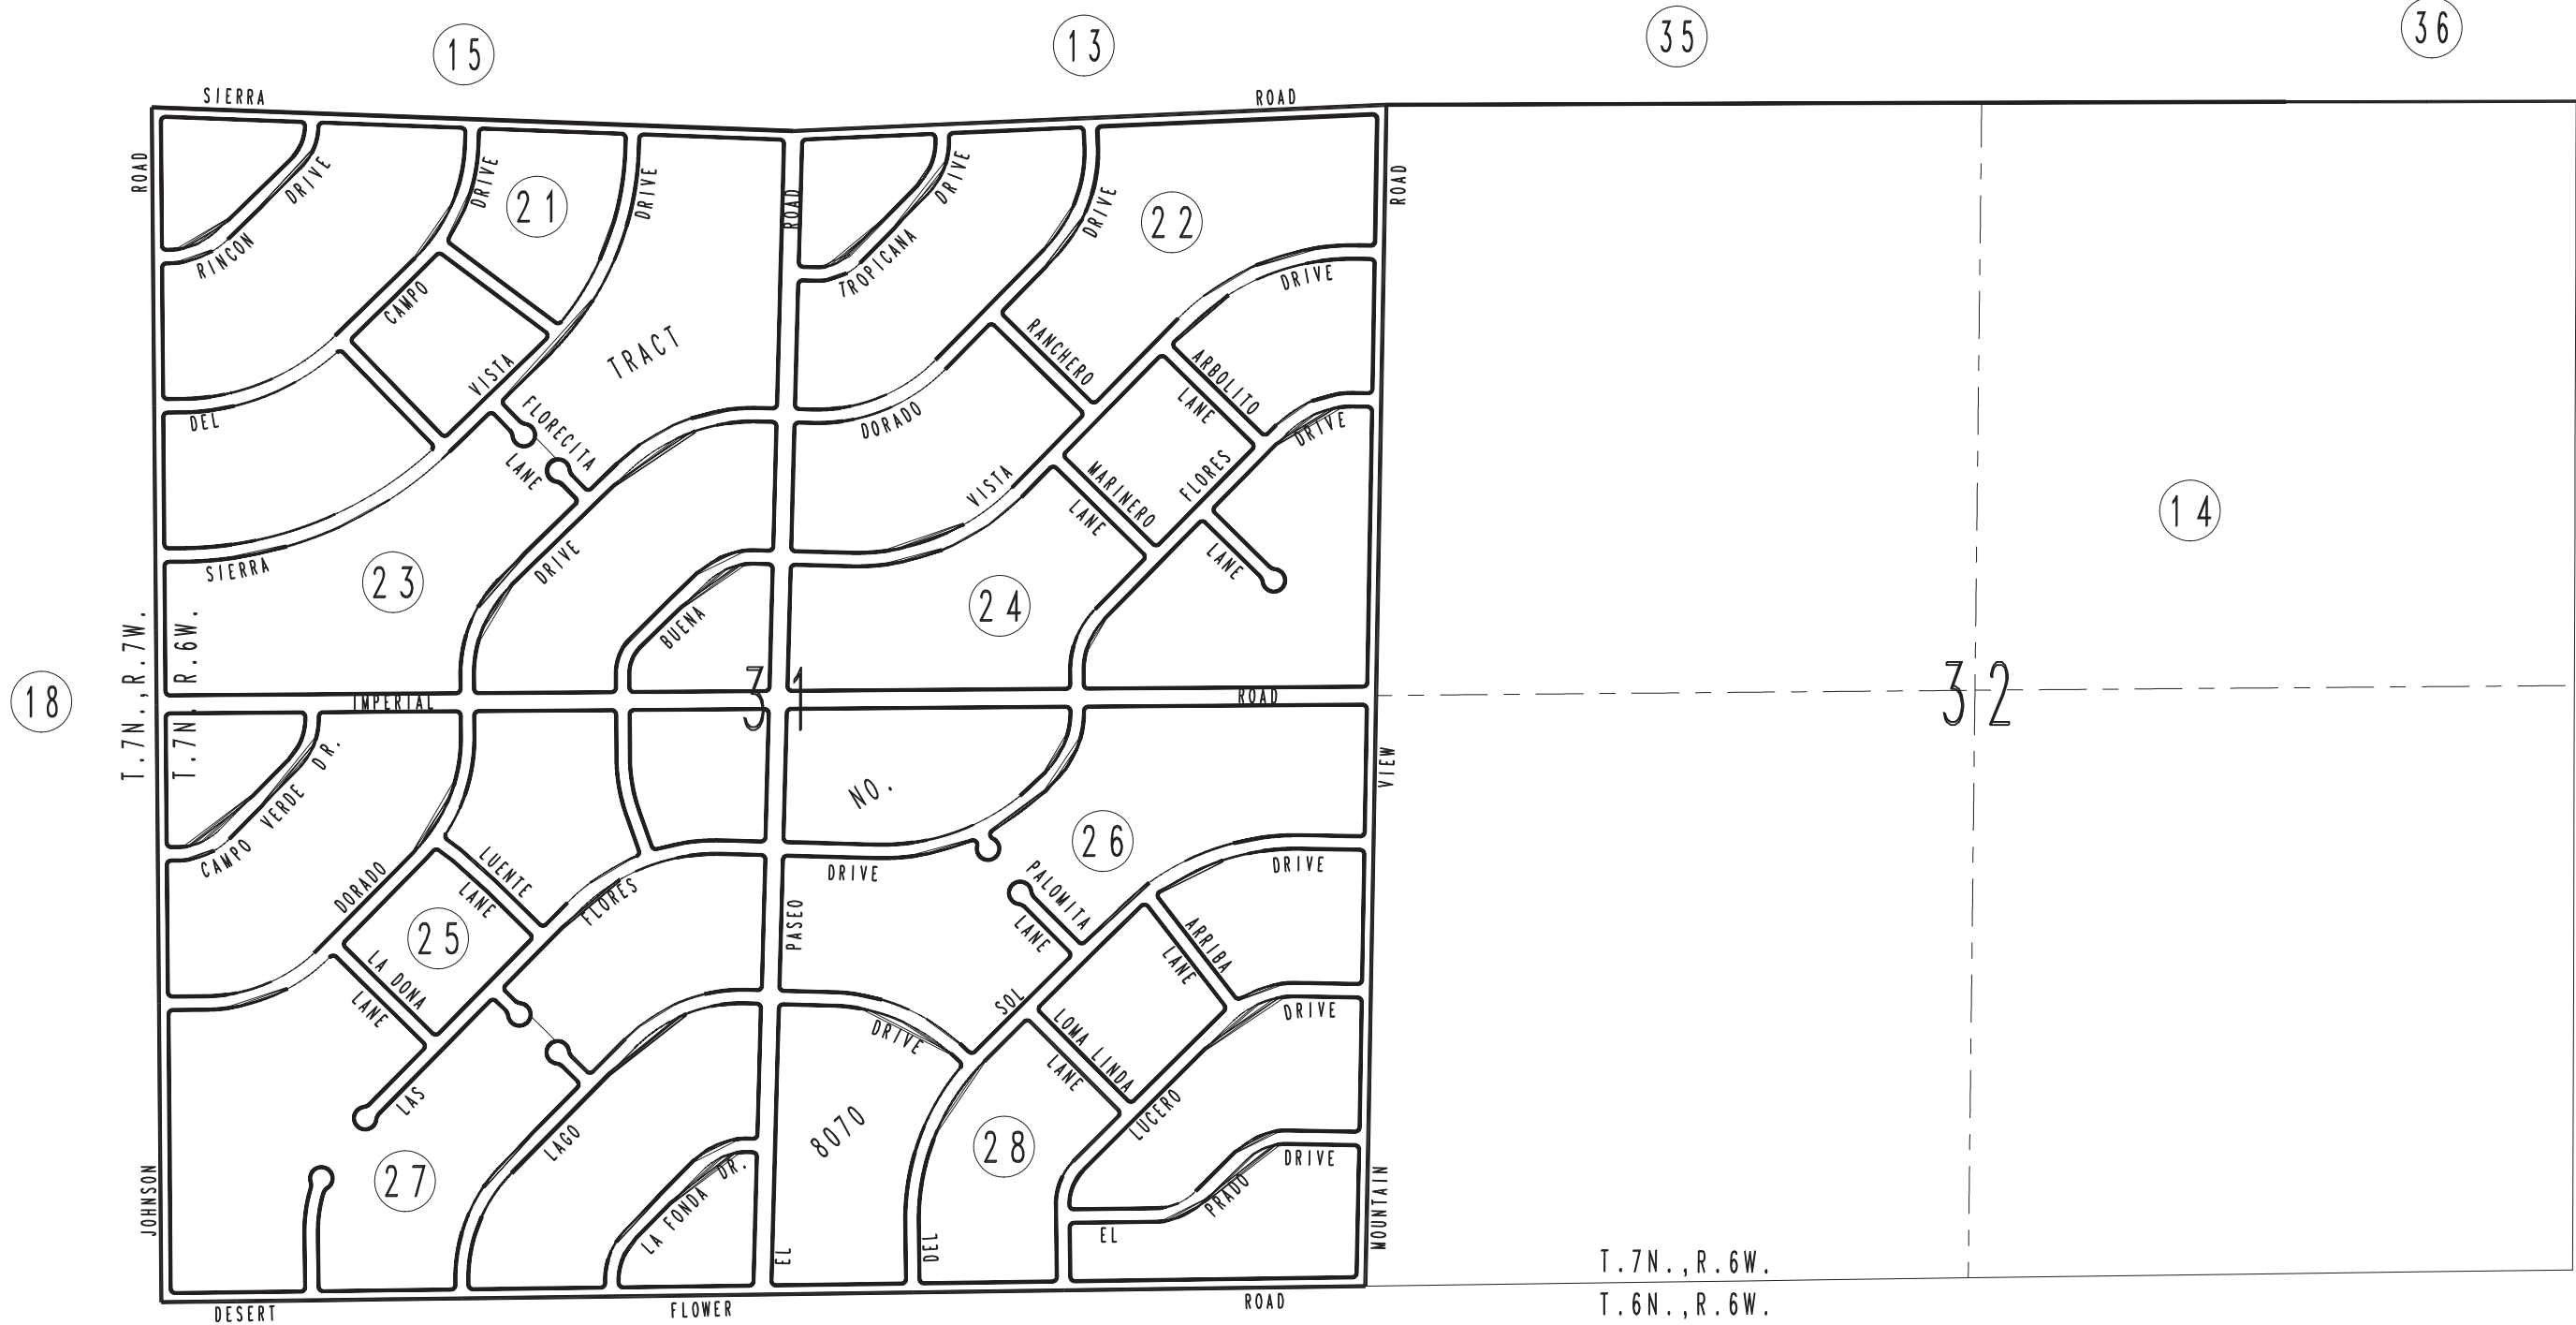 15
13
35
36
SIERRA
ROAD
ROAD
DRIVE
DRIVE
21
DRIVE
ROAD
DRIVE
DRIVE
22
ROAD
RINCON
TROPICANA
DRIVE
CAMPO
TRACT
RANCHERO
ARBOLITO
LANE
VISTA
DEL
FLORECITA
LANE
DORADO
DRIVE
VISTA
MARINERO
LANE
FLORES
14
SIERRA
23
DRIVE
LANE
24
BUENA
T.7N.,R.7W.
T.7N. R.6W.
18
IMPERIAL
31
ROAD
32
CAMPO VERDE DR.
NO.
VIEW
26
DORADO
LUENTE
LANE
FLORES
DRIVE
DRIVE
PALOMITA
LANE
25
PASEO
ARRIBA
LANE
LA DONA
LANE
SOL
DRIVE
DRIVE
LOMA LINDA
LANE
LAS
LAGO
8070
28
LUCERO
27
JOHNSON
LA FONDA DR.
EL
DEL
EL
PRADO
DRIVE
MOUNTAIN
T.7N.,R.6W.
DESERT
FLOWER
ROAD
T.6N.,R.6W.